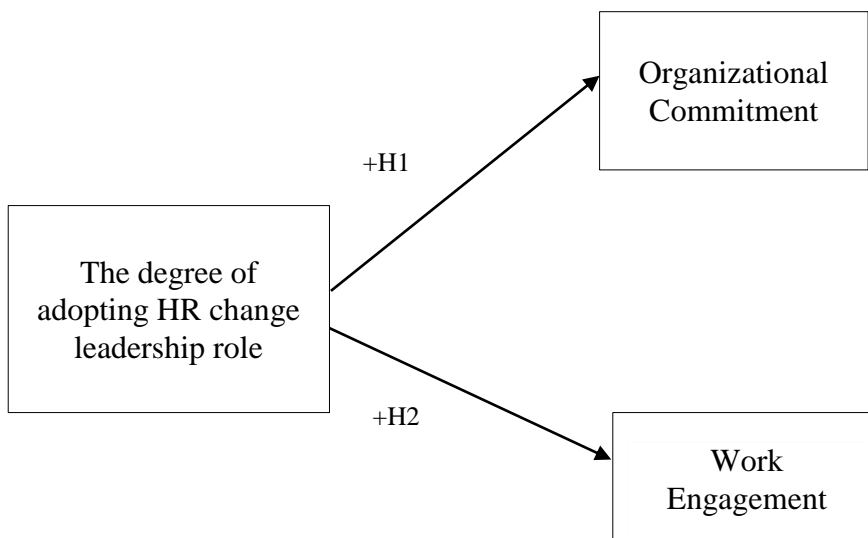 Organizational
Commitment
+H1
The degree of
adopting HR change
leadership role
+H2
Work
Engagement